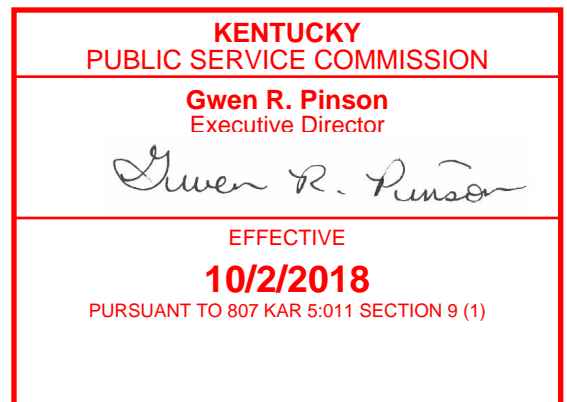 KENTUCKY
PUBLIC SERVICE COMMISSION
Gwen R. Pinson
Executive Director
Gwen R. Pinson
EFFECTIVE
10/2/2018
PURSUANT TO 807 KAR 5:011 SECTION 9 (1)